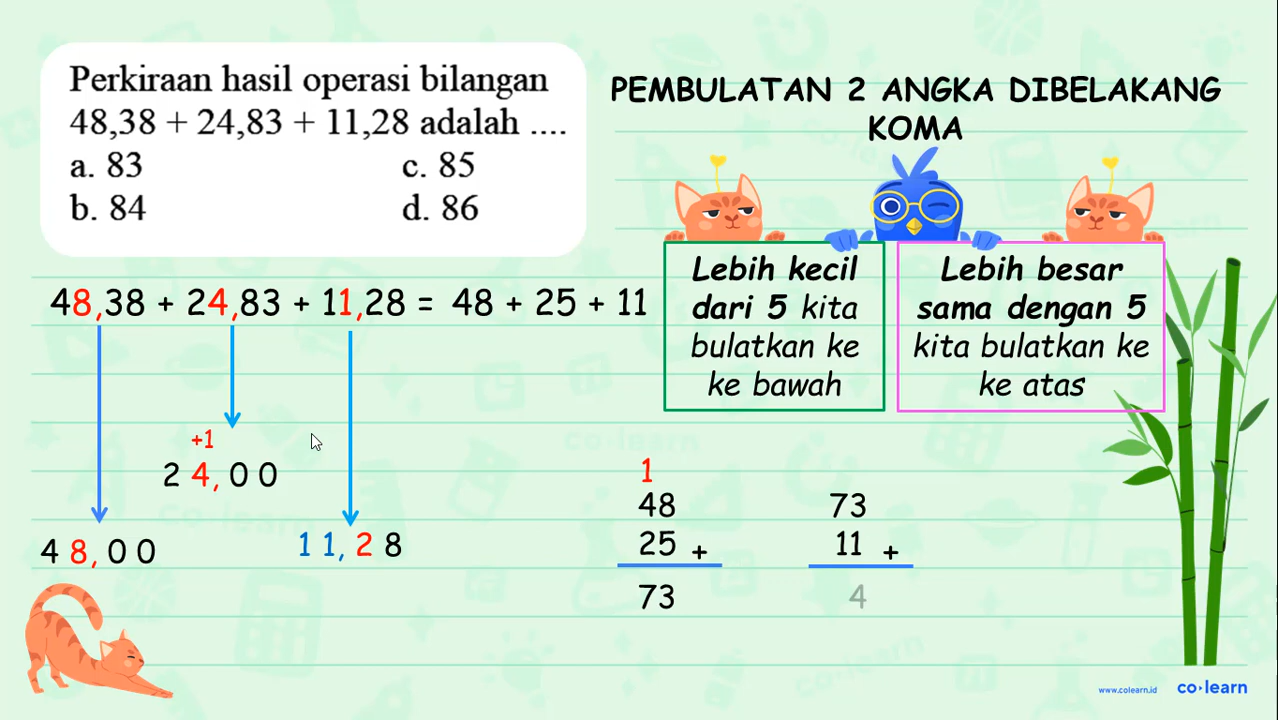 Perkiraan hasil operasi bilangan
48,38 + 24,83 + 11,28 adalah ....
a. 83 c. 85
b. 84 d. 86
PEMBULATAN 2 ANGKA DIBELAKANG
KOMA
Lebih kecil
dari 5 kita
bulatkan ke
ke bawah
Lebih besar
sama dengan 5
kita bulatkan ke
ke atas
48,38 + 24,83 + 11,28 = 48 + 25 + 11
+1
2 4, 0 0
4 8, 0 0
1 1, 2 8
1
48
25 +
73
73
11 +
4
www.colearn.id
co·learn